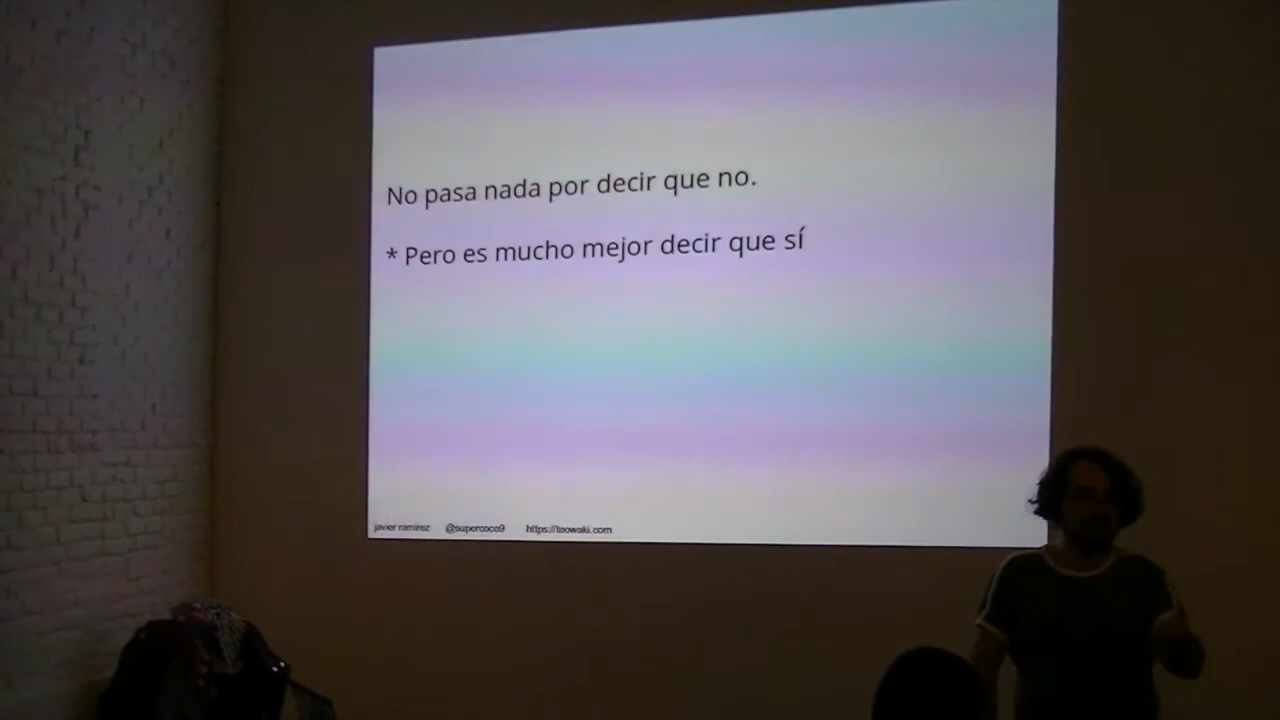 No pasa nada por decir que no.
* Pero es mucho mejor decir que sí
javier ramirez @supercoco9 https://teowaki.com